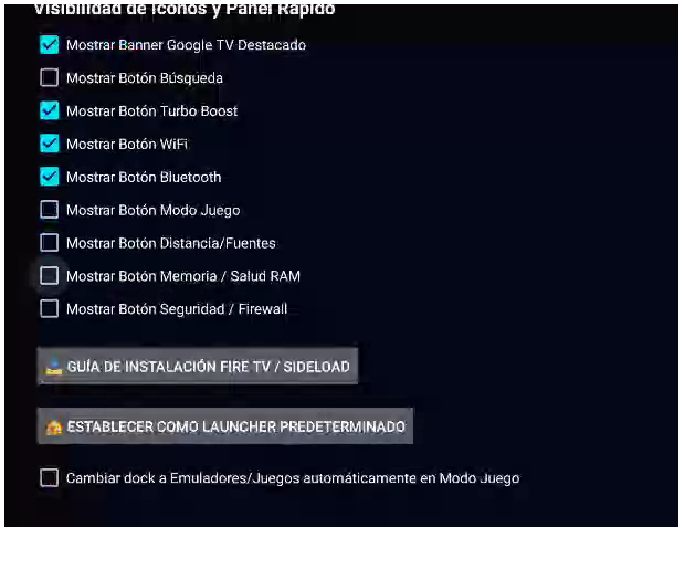 Visibilidad de Iconos y Panel Rápido
Mostrar Banner Google TV Destacado
Mostrar Botón Búsqueda
Mostrar Botón Turbo Boost
Mostrar Botón WiFi
Mostrar Botón Bluetooth
Mostrar Botón Modo Juego
Mostrar Botón Distancia/Fuentes
Mostrar Botón Memoria / Salud RAM
Mostrar Botón Seguridad / Firewall
GUÍA DE INSTALACIÓN FIRE TV / SIDELOAD
ESTABLECER COMO LAUNCHER PREDETERMINADO
Cambiar dock a Emuladores/Juegos automáticamente en Modo Juego